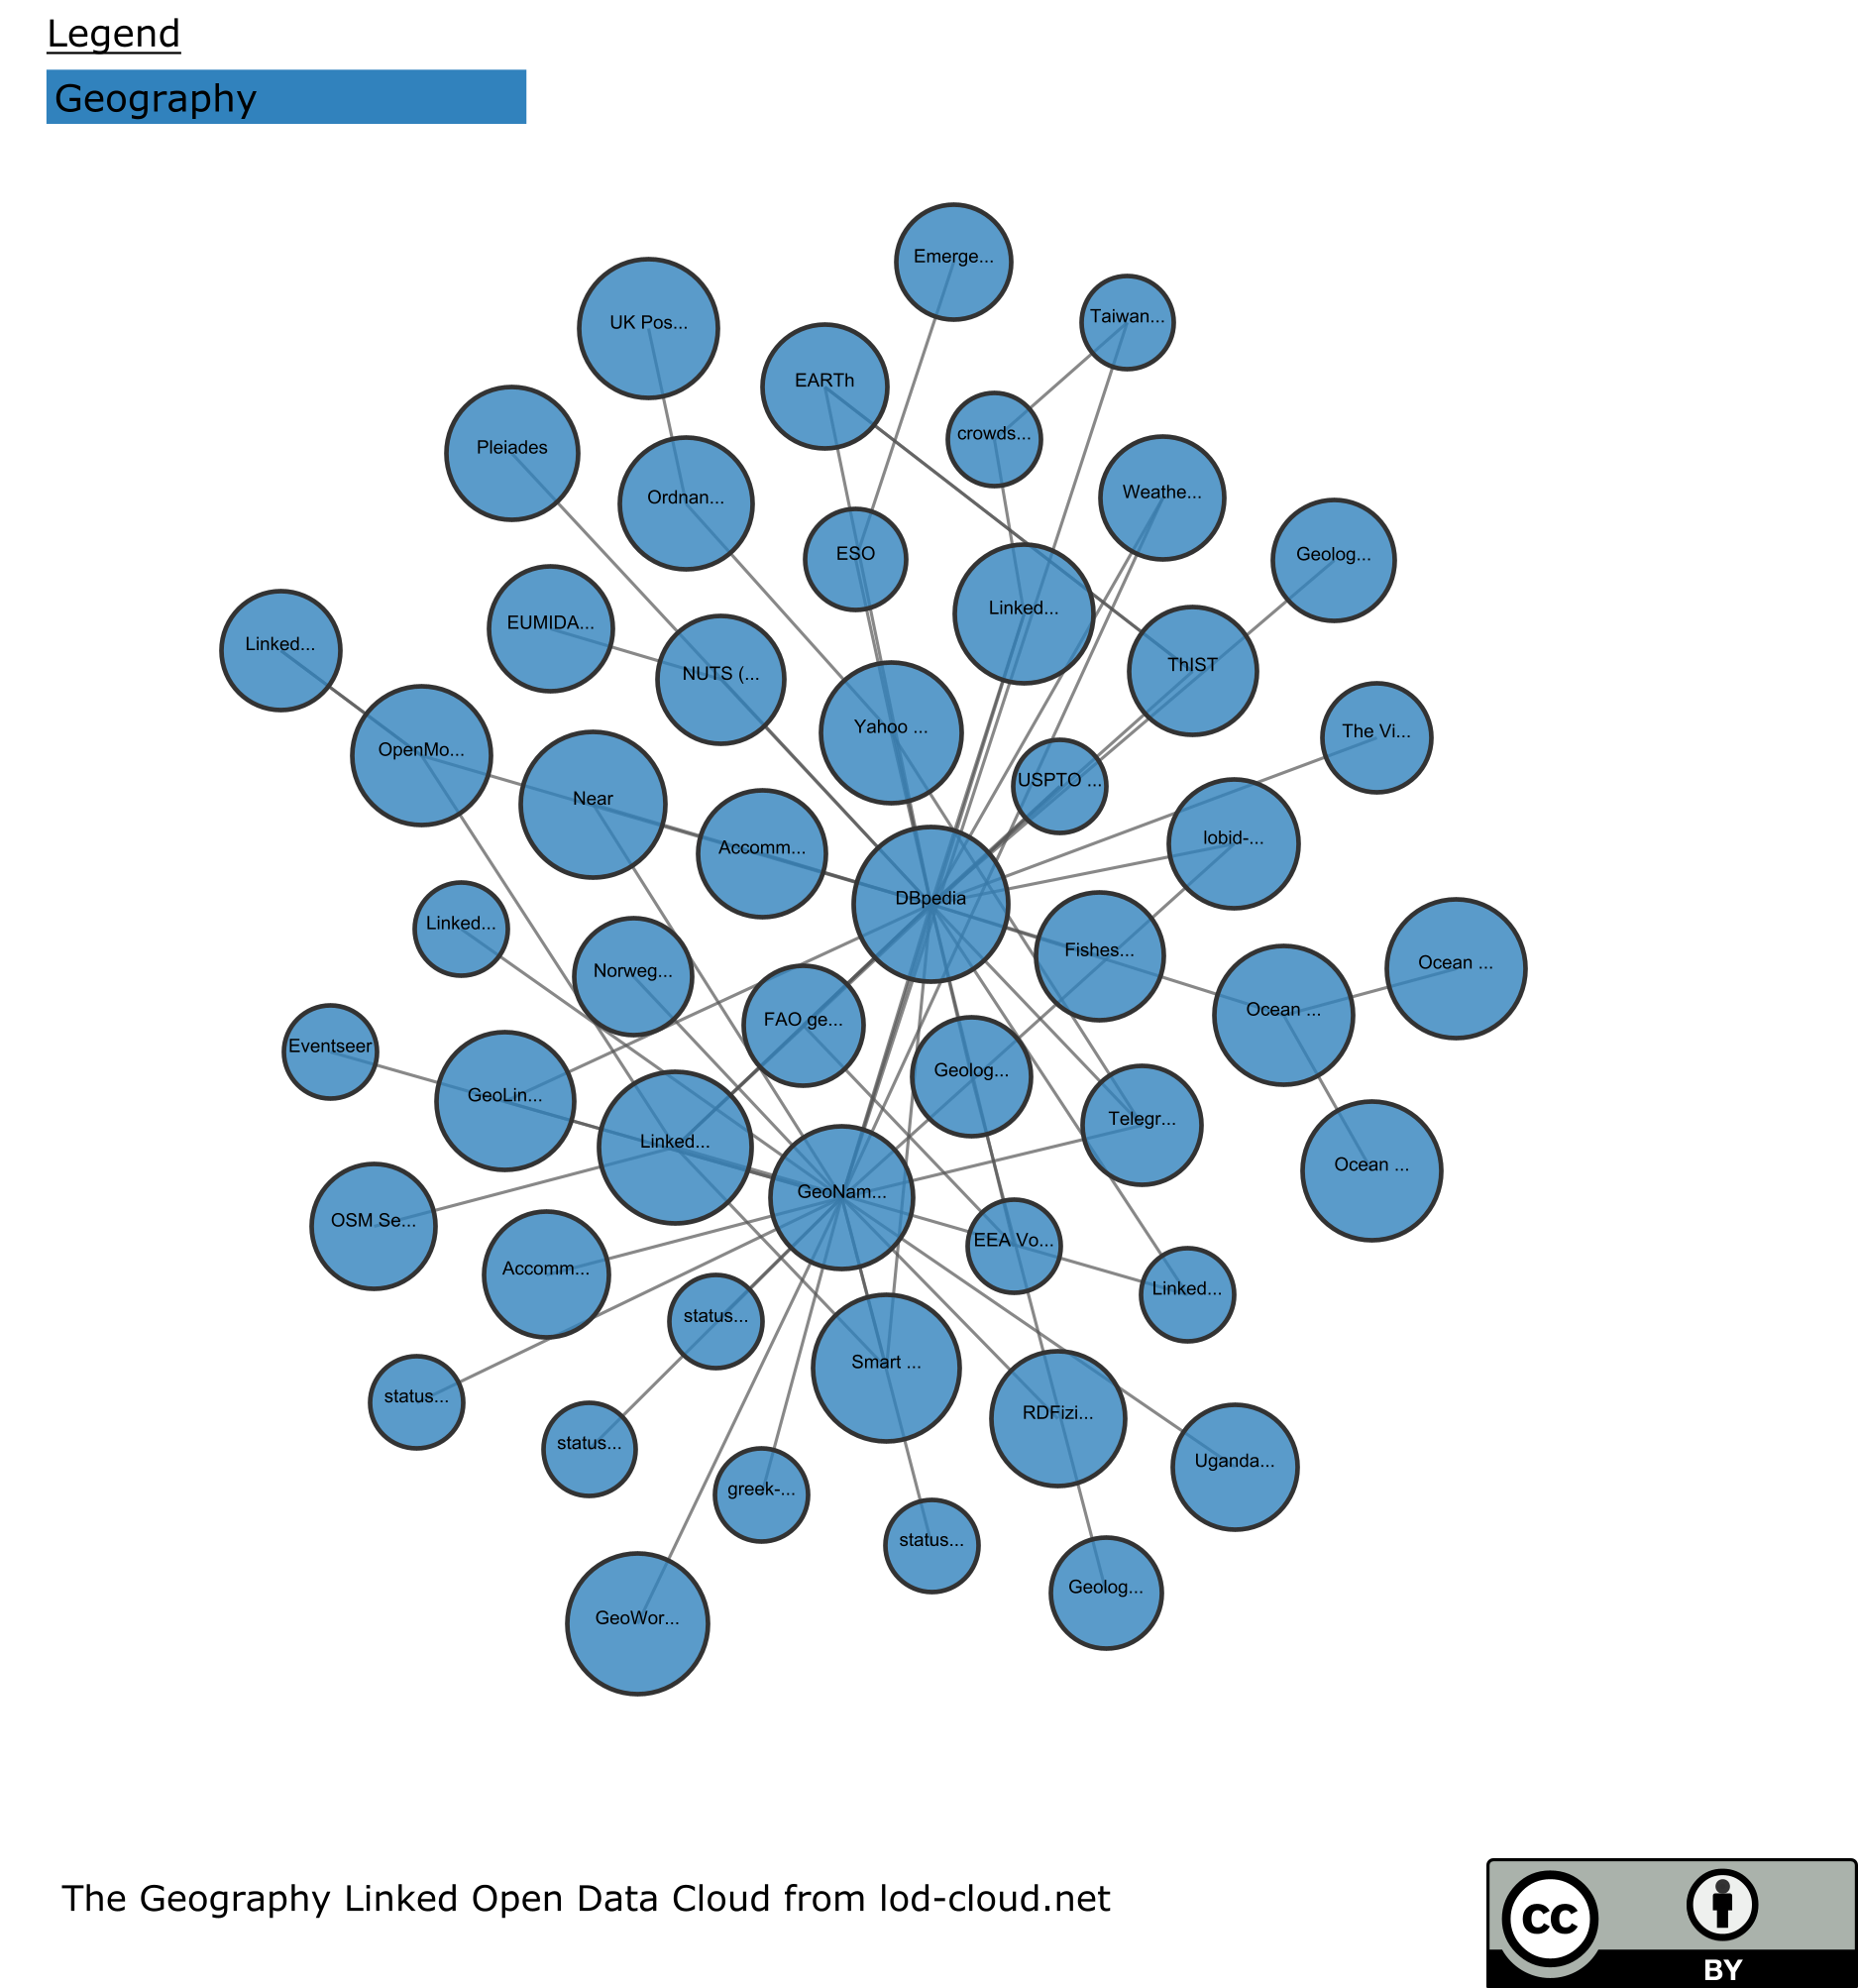 Legend
Geography
Emerge...
Taiwan...
UK Pos...
EARTh
crowds...
Pleiades
Weathe...
Ordnan...
ESO
Geolog...
Linked...
EUMIDA...
Linked...
ThIST
NUTS (...
Yahoo ...
The Vi...
OpenMo...
USPTO ...
Near
lobid-...
Accomm...
DBpedia
Linked...
Fishes...
Ocean ...
Norweg...
Ocean ...
FAO ge...
Eventseer
Geolog...
GeoLin...
Telegr...
Linked...
Ocean ...
GeoNam...
OSM Se...
EEA Vo...
Accomm...
Linked...
status...
Smart ...
status...
RDFizi...
status...
Uganda...
greek-...
status...
Geolog...
GeoWor...
The Geography Linked Open Data Cloud from lod-cloud.net
cc
BY